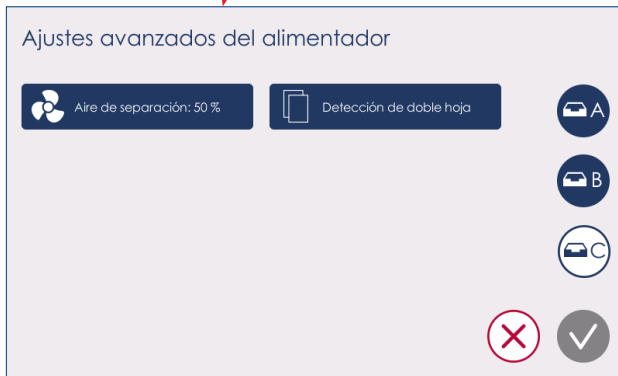 Ajustes avanzados del alimentador
Aire de separación: 50 %
Detección de doble hoja
A
B
C